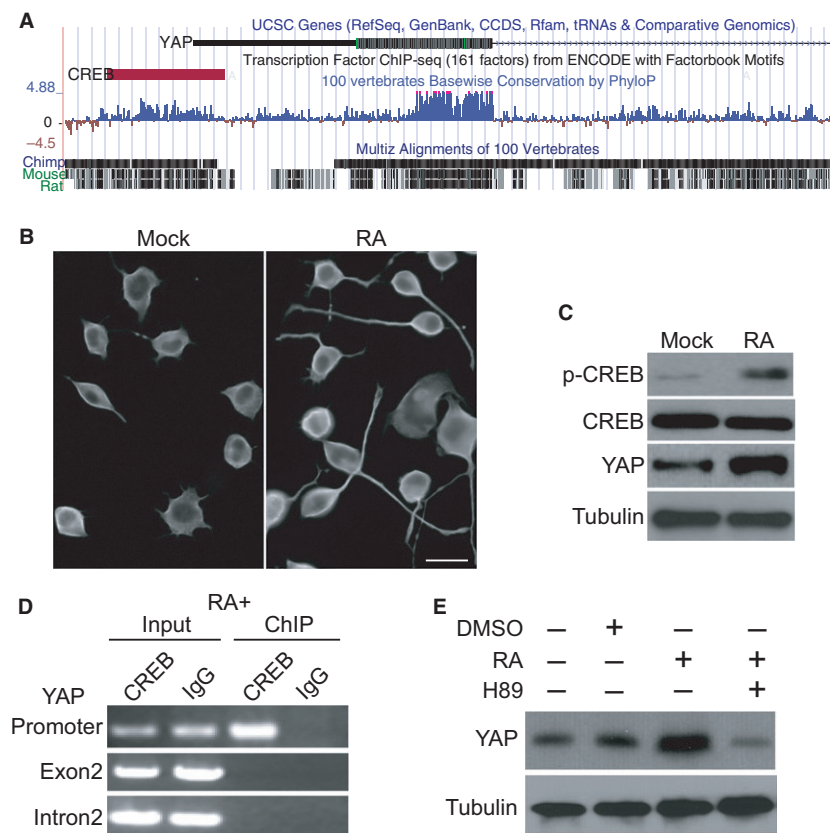 A
UCSC Genes (RefSeq, GenBank, CCDS, Rfam, tRNAs & Comparative Genomics)
YAP
Transcription Factor ChIP-seq (161 factors) from ENCODE with Factorbook Motifs
CREB
A
A
100 vertebrates Basewise Conservation by PhyloP
4.88
0
−4.5
Multiz Alignments of 100 Vertebrates
Chimp
Mouse
Rat
B
Mock RA
C
Mock RA
p-CREB
CREB
YAP
Tubulin
D
RA+
Input ChIP
YAP CREB IgG CREB IgG
Promoter
Exon2
Intron2
E
DMSO − + − −
RA − − + +
H89 − − − +
YAP
Tubulin